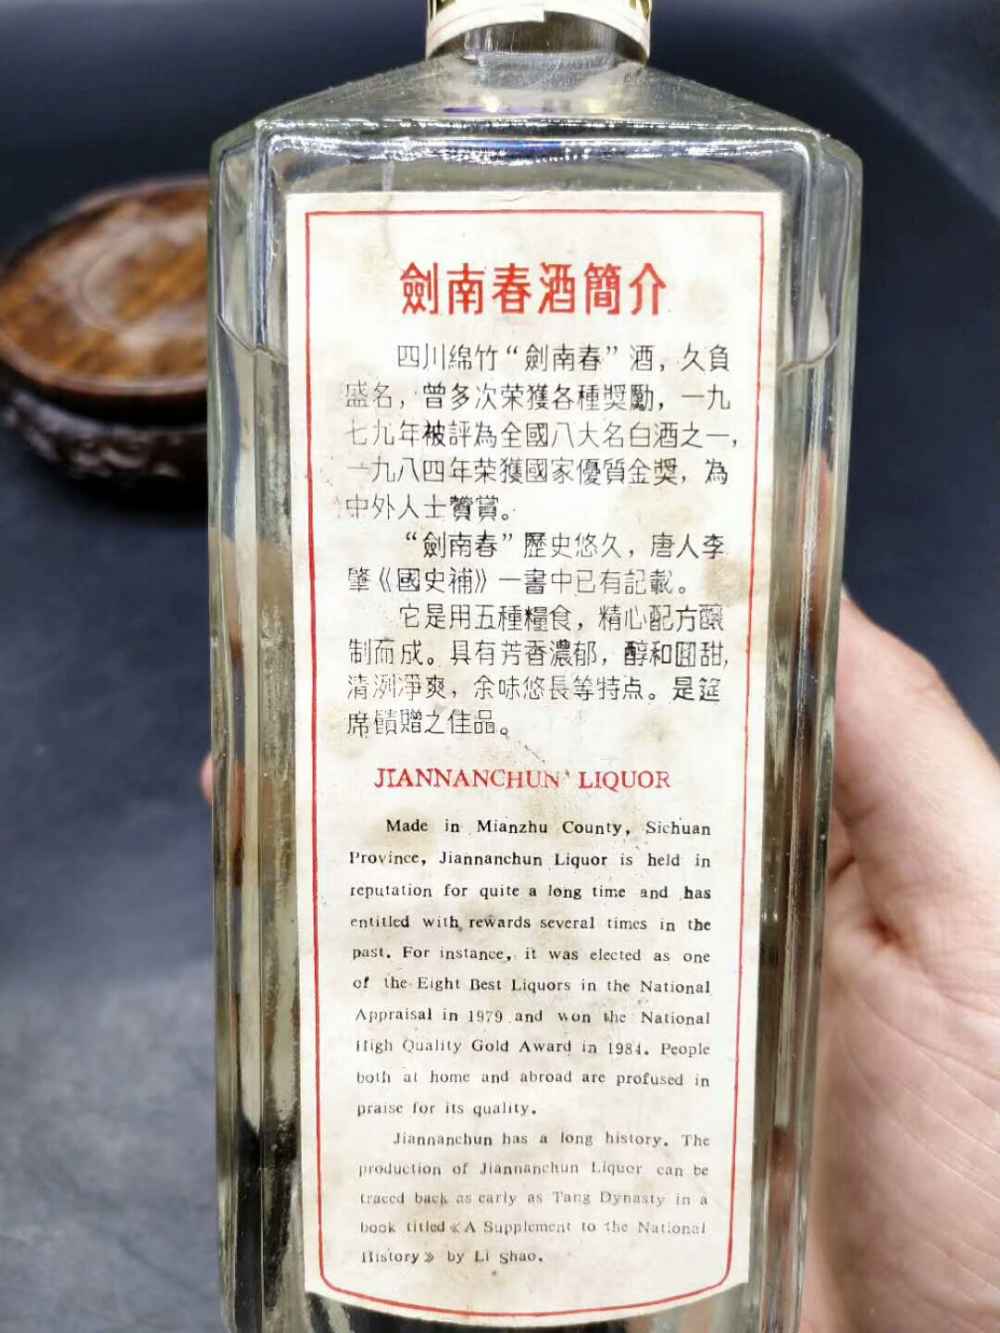 劍南春酒簡介
四川綿竹“劍南春”酒，久負
盛名，曾多次荣獲各種獎勵，一九
七九年被評為全國八大名白酒之一，
一九八四年荣獲國家優質金獎，為
中外人士贊賞。
“劍南春”歷史悠久，唐人李
肇《國史補》一書中已有記載。
它是用五種糧食，精心配方釀
制而成。具有芳香濃郁，醇和囬甜，
清洌淨爽，余味悠長等特点。是筵
席饋贈之佳品。
JIANNANCHUN LIQUOR
Made in Mianzhu County, Sichuan
Province, Jiannanchun Liquor is held in
reputation for quite a long time and has
entitled with rewards several times in the
past. For instance, it was elected as one
of the Eight Best Liquors in the National
Appraisal in 1979 and won the National
High Quality Gold Award in 1984. People
both at home and abroad are profused in
praise for its quality.
Jiannanchun has a long history. The
production of Jiannanchun Liquor can be
traced back as early as Tang Dynasty in a
book titled《A Supplement to the National
History》by Li Shao.